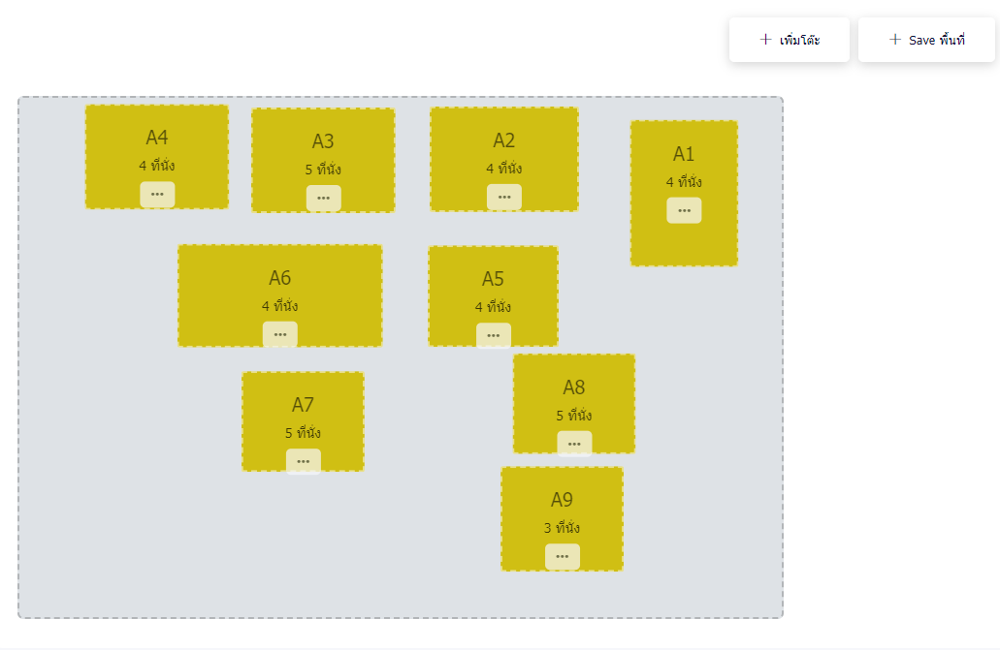 + เพิ่มโต๊ะ
+ Save พื้นที่
A4
4 ที่นั่ง
...
A3
5 ที่นั่ง
...
A2
4 ที่นั่ง
...
A1
4 ที่นั่ง
...
A6
4 ที่นั่ง
...
A5
4 ที่นั่ง
...
A7
5 ที่นั่ง
...
A8
5 ที่นั่ง
...
A9
3 ที่นั่ง
...